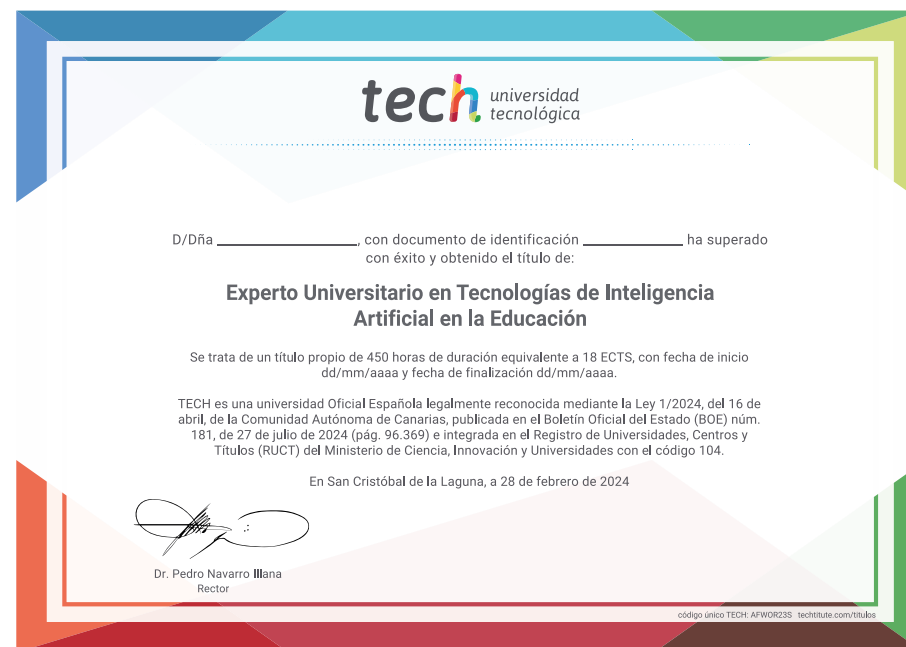 tech universidad
tecnológica
D/Dña ______________, con documento de identificación __________ ha superado
con éxito y obtenido el título de:
Experto Universitario en Tecnologías de Inteligencia
Artificial en la Educación
Se trata de un título propio de 450 horas de duración equivalente a 18 ECTS, con fecha de inicio
dd/mm/aaaa y fecha de finalización dd/mm/aaaa.
TECH es una universidad Oficial Española legalmente reconocida mediante la Ley 1/2024, del 16 de
abril, de la Comunidad Autónoma de Canarias, publicada en el Boletín Oficial del Estado (BOE) núm.
181, de 27 de julio de 2024 (pág. 96.369) e integrada en el Registro de Universidades, Centros y
Títulos (RUCT) del Ministerio de Ciencia, Innovación y Universidades con el código 104.
En San Cristóbal de la Laguna, a 28 de febrero de 2024
Dr. Pedro Navarro Illana
Rector
código único TECH: AFWOR23S techtitute.com/titulos